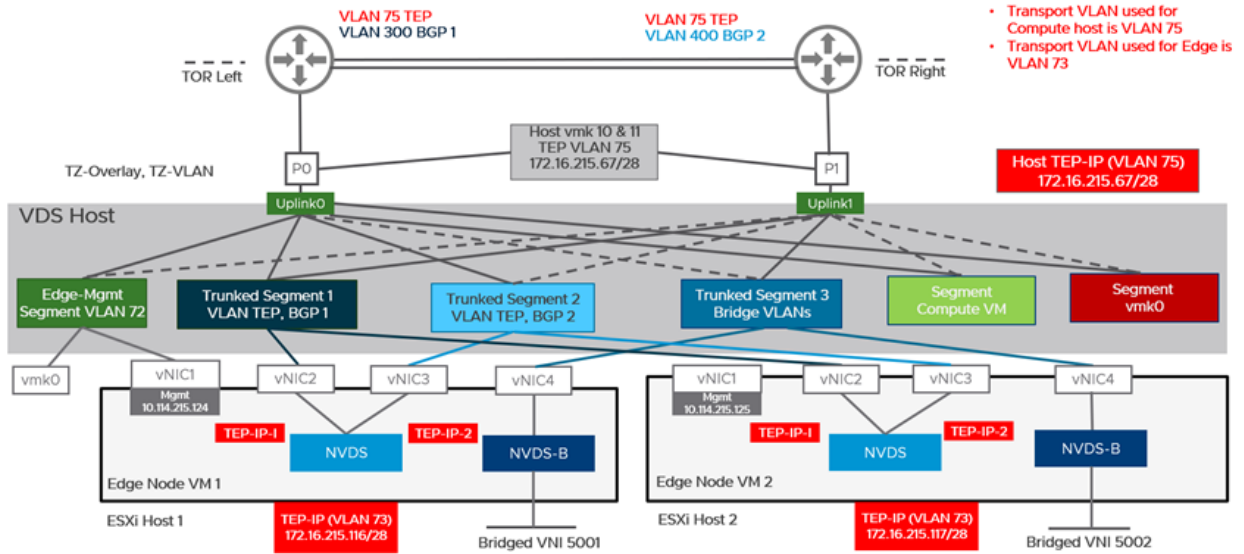 VLAN 75 TEP
VLAN 300 BGP 1
VLAN 75 TEP
VLAN 400 BGP 2
• Transport VLAN used for
Compute host is VLAN 75
• Transport VLAN used for Edge is
VLAN 73
TOR Left
TOR Right
Host vmk 10 & 11
TEP VLAN 75
172.16.215.67/28
TZ-Overlay, TZ-VLAN
P0
P1
Host TEP-IP (VLAN 75)
172.16.215.67/28
VDS Host
Uplink0
Uplink1
Edge-Mgmt
Segment VLAN 72
Trunked Segment 1
VLAN TEP, BGP 1
Trunked Segment 2
VLAN TEP, BGP 2
Trunked Segment 3
Bridge VLANs
Segment
Compute VM
Segment
vmk0
vmk0
vNIC1
Mgmt
10.114.215.124
vNIC2
vNIC3
vNIC4
vNIC1
Mgmt
10.114.215.125
vNIC2
vNIC3
vNIC4
TEP-IP-1
TEP-IP-2
NVDS
NVDS-B
TEP-IP-1
TEP-IP-2
NVDS
NVDS-B
Edge Node VM 1
Edge Node VM 2
ESXi Host 1
TEP-IP (VLAN 73)
172.16.215.116/28
Bridged VNI 5001
ESXi Host 2
TEP-IP (VLAN 73)
172.16.215.117/28
Bridged VNI 5002